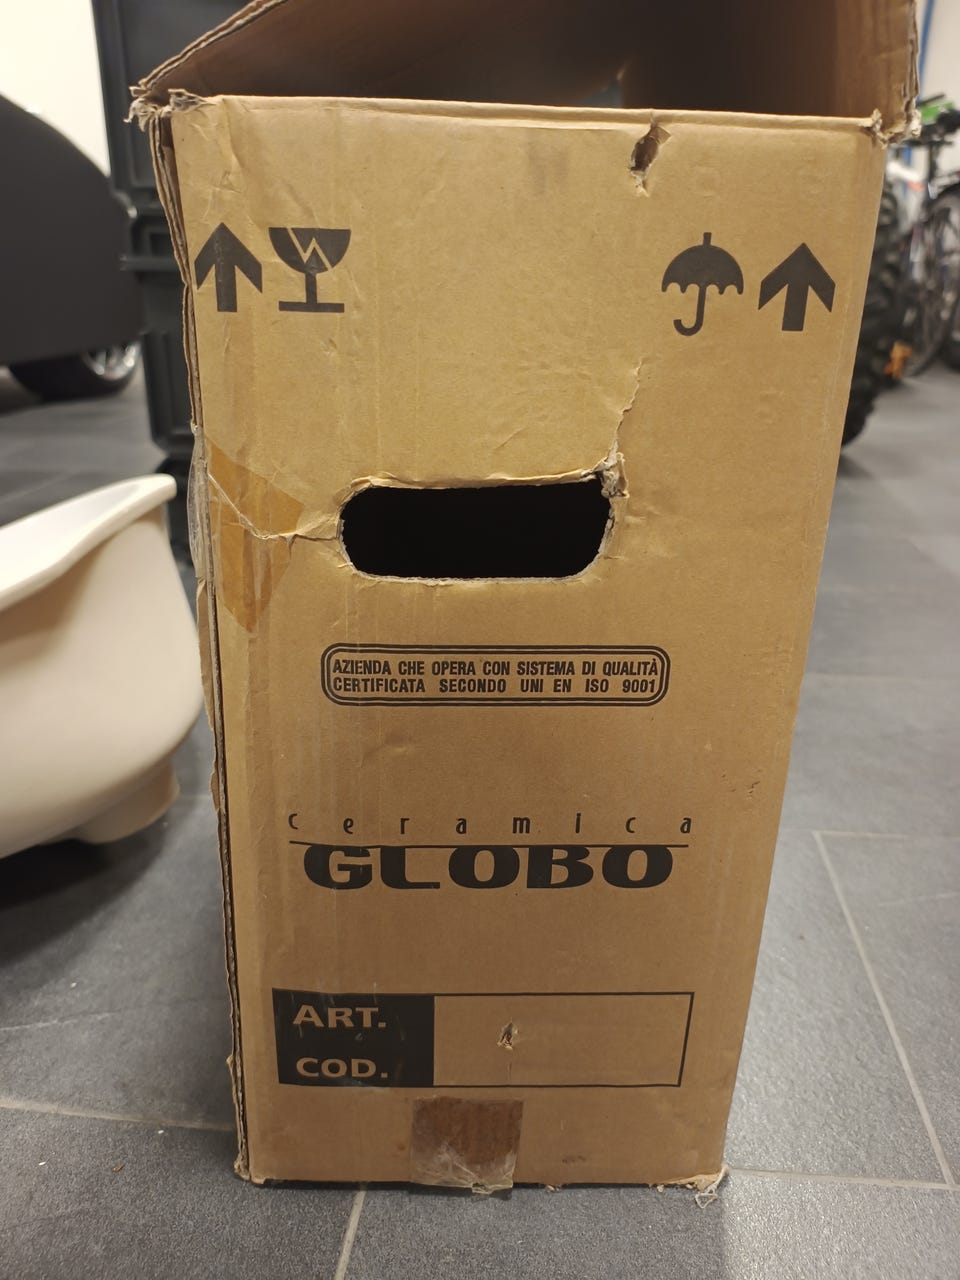 AZIENDA CHE OPERA CON SISTEMA DI QUALITÀ
CERTIFICATA SECONDO UNI EN ISO 9001
ceramica
GLOBO
ART.
COD.